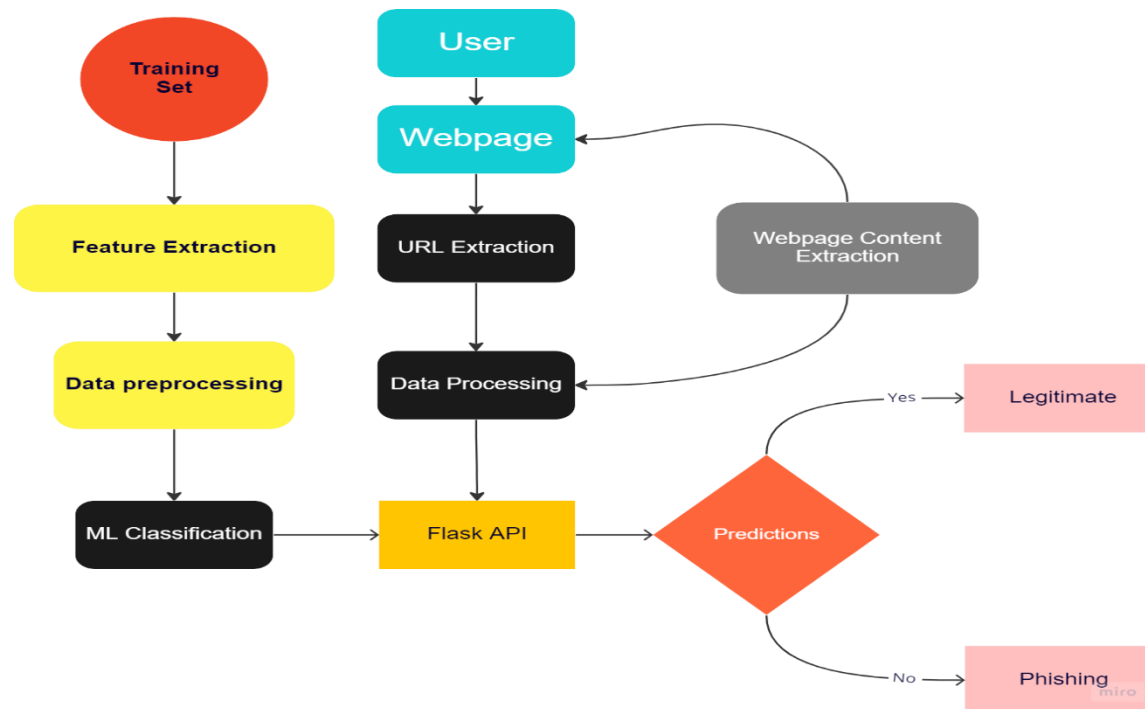 Training
Set
User
Webpage
Feature Extraction
URL Extraction
Webpage Content
Extraction
Data preprocessing
Data Processing
Yes
Legitimate
ML Classification
Flask API
Predictions
No
Phishing
miro